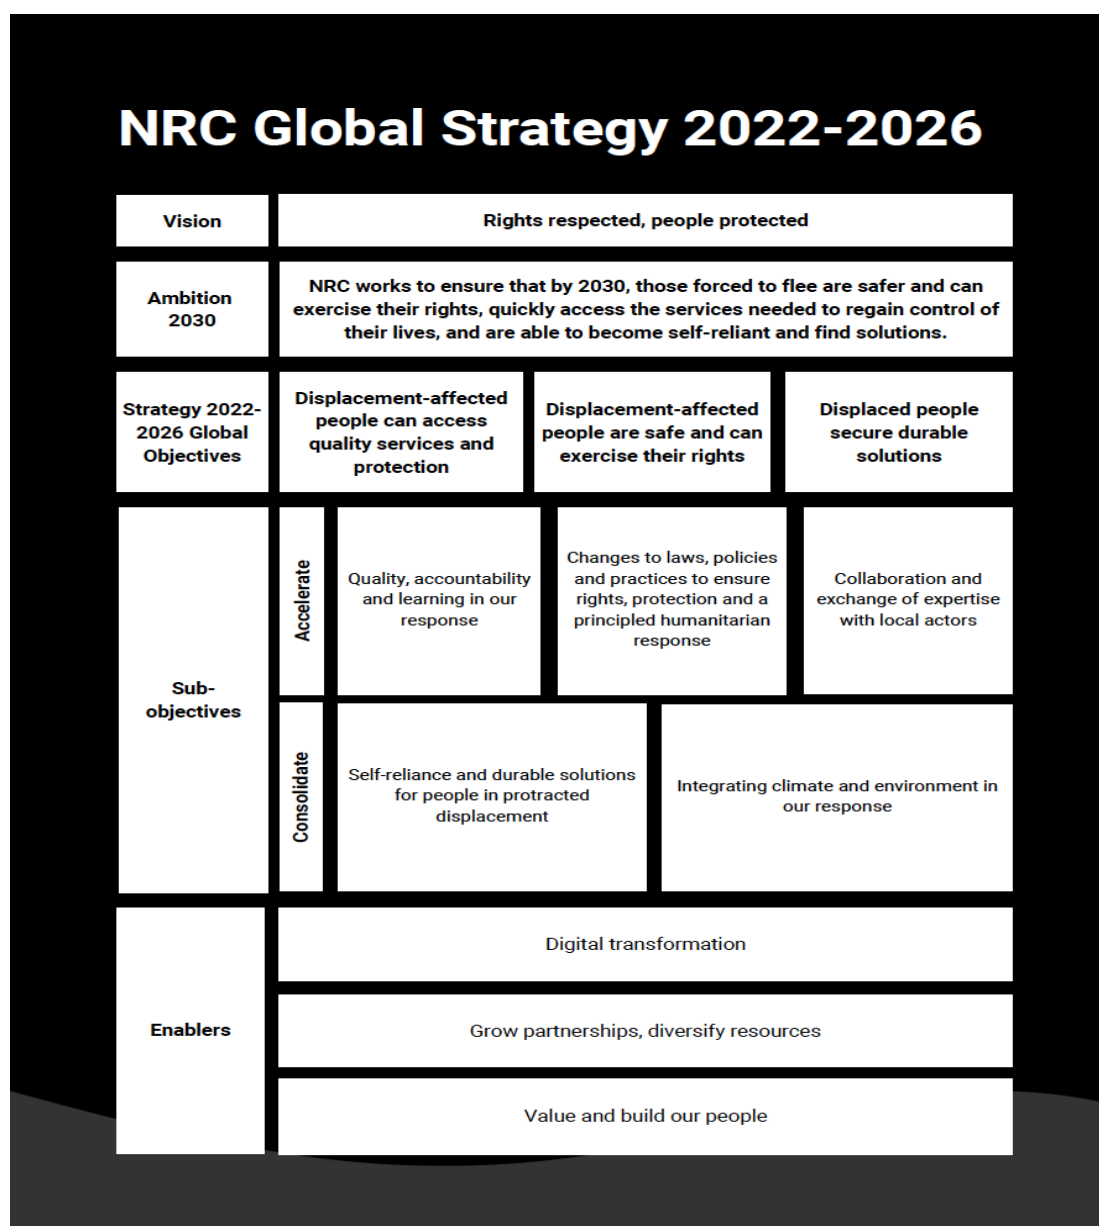 NRC Global Strategy 2022-2026
Vision
Rights respected, people protected
Ambition
2030
NRC works to ensure that by 2030, those forced to flee are safer and can
exercise their rights, quickly access the services needed to regain control of
their lives, and are able to become self-reliant and find solutions.
Strategy 2022-
2026 Global
Objectives
Displacement-affected
people can access
quality services and
protection
Displacement-affected
people are safe and can
exercise their rights
Displaced people
secure durable
solutions
Sub-
objectives
Accelerate
Quality, accountability
and learning in our
response
Changes to laws, policies
and practices to ensure
rights, protection and a
principled humanitarian
response
Collaboration and
exchange of expertise
with local actors
Consolidate
Self-reliance and durable solutions
for people in protracted
displacement
Integrating climate and environment in
our response
Enablers
Digital transformation
Grow partnerships, diversify resources
Value and build our people